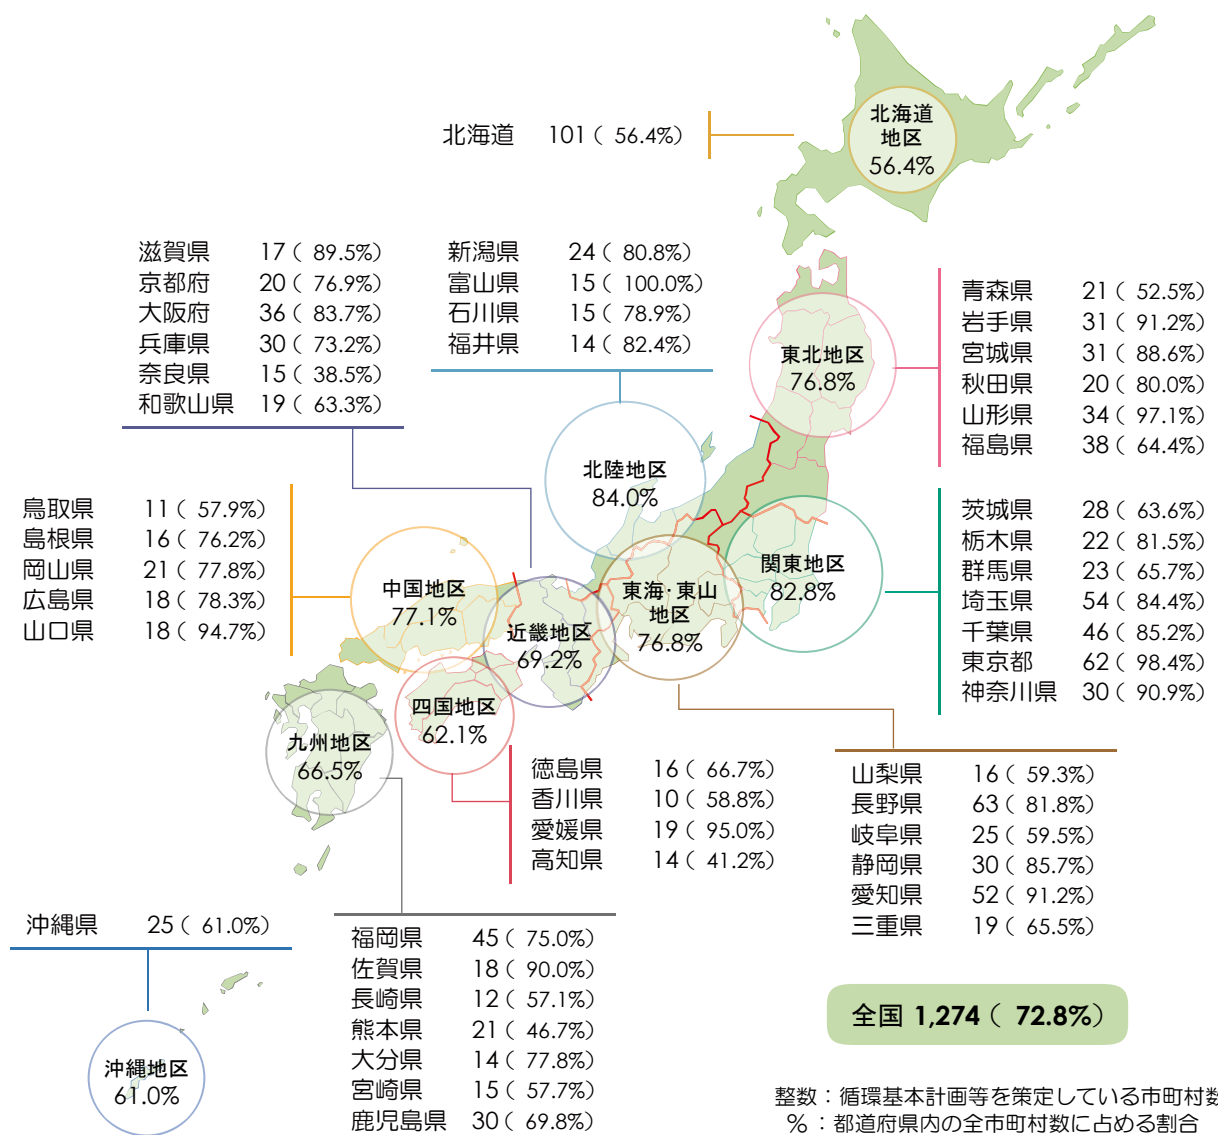 北海道 101 ( 56.4%)
北海道
地区
56.4%
滋賀県 17 ( 89.5%)
京都府 20 ( 76.9%)
大阪府 36 ( 83.7%)
兵庫県 30 ( 73.2%)
奈良県 15 ( 38.5%)
和歌山県 19 ( 63.3%)
新潟県 24 ( 80.8%)
富山県 15 ( 100.0%)
石川県 15 ( 78.9%)
福井県 14 ( 82.4%)
青森県 21 ( 52.5%)
岩手県 31 ( 91.2%)
宮城県 31 ( 88.6%)
秋田県 20 ( 80.0%)
山形県 34 ( 97.1%)
福島県 38 ( 64.4%)
東北地区
76.8%
北陸地区
84.0%
鳥取県 11 ( 57.9%)
島根県 16 ( 76.2%)
岡山県 21 ( 77.8%)
広島県 18 ( 78.3%)
山口県 18 ( 94.7%)
中国地区
77.1%
近畿地区
69.2%
東海・東山
地区
76.8%
関東地区
82.8%
茨城県 28 ( 63.6%)
栃木県 22 ( 81.5%)
群馬県 23 ( 65.7%)
埼玉県 54 ( 84.4%)
千葉県 46 ( 85.2%)
東京都 62 ( 98.4%)
神奈川県 30 ( 90.9%)
四国地区
62.1%
九州地区
66.5%
徳島県 16 ( 66.7%)
香川県 10 ( 58.8%)
愛媛県 19 ( 95.0%)
高知県 14 ( 41.2%)
山梨県 16 ( 59.3%)
長野県 63 ( 81.8%)
岐阜県 25 ( 59.5%)
静岡県 30 ( 85.7%)
愛知県 52 ( 91.2%)
三重県 19 ( 65.5%)
沖縄県 25 ( 61.0%)
沖縄地区
61.0%
福岡県 45 ( 75.0%)
佐賀県 18 ( 90.0%)
長崎県 12 ( 57.1%)
熊本県 21 ( 46.7%)
大分県 14 ( 77.8%)
宮崎県 15 ( 57.7%)
鹿児島県 30 ( 69.8%)
全国 1,274 ( 72.8%)
整数：循環基本計画等を策定している市町村数
%：都道府県内の全市町村数に占める割合